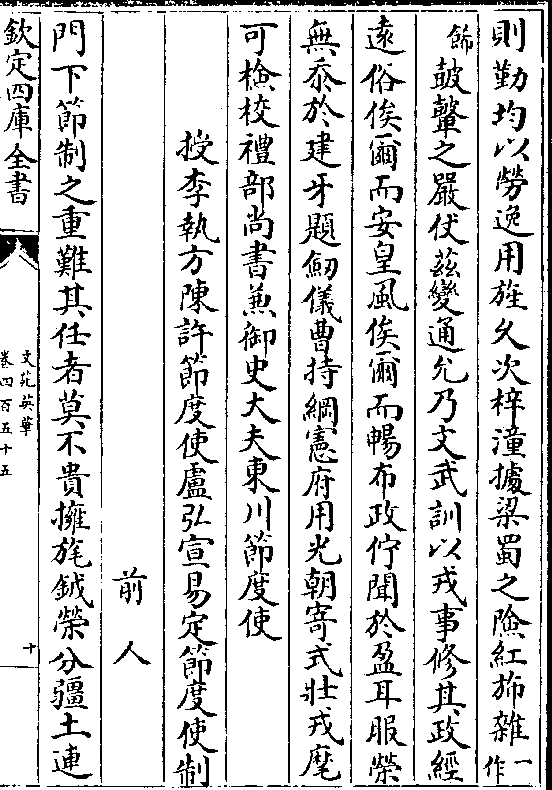 則勤均以勞逸用旌久次梓潼據梁蜀之險紅斾雜一作
飾鼓鼙之嚴伏茲變通允乃文武訓以戎事修其政經
遠俗俟爾而安皇風俟爾而暢布政佇聞於盈耳服榮
無忝於建牙題劒儀曹持綱憲府用光朝寄式壯戎麾
可檢校禮部尚書兼御史大夫東川節度使
授李執方陳許節度使盧弘宣易定節度使制
前人
門下節制之重難其任者莫不貴擁旄鉞榮分疆土連
欽定四庫全書
文苑英華
卷四百五十五
十